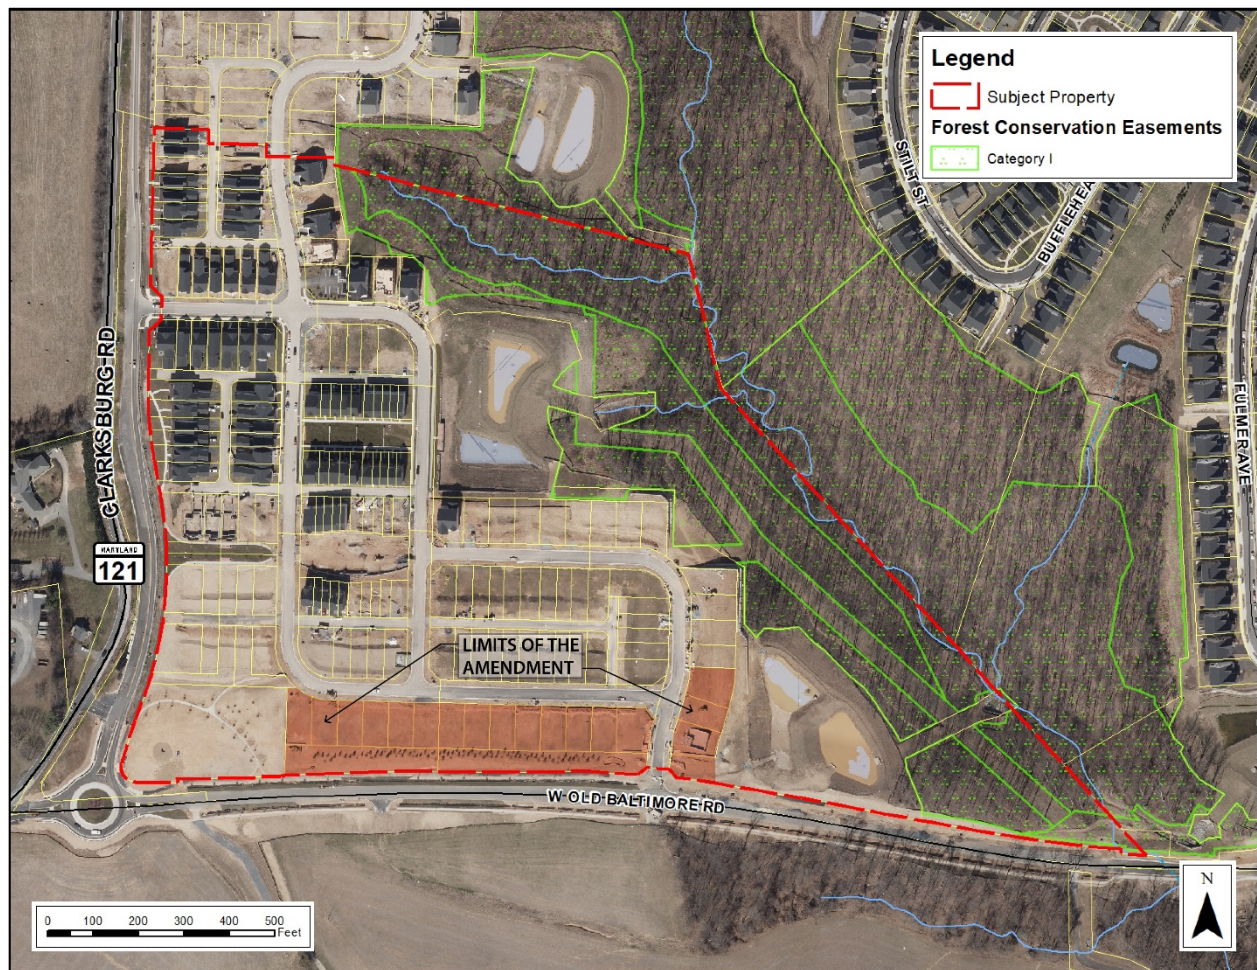 Legend
Subject Property
Forest Conservation Easements
Category I
STILT ST
BUFFLEHEA
FULMER AVE
CLARKSBURG RD
MARYLAND
121
LIMITS OF THE
AMENDMENT
W OLD BALTIMORE RD
0 100 200 300 400 500
Feet
N